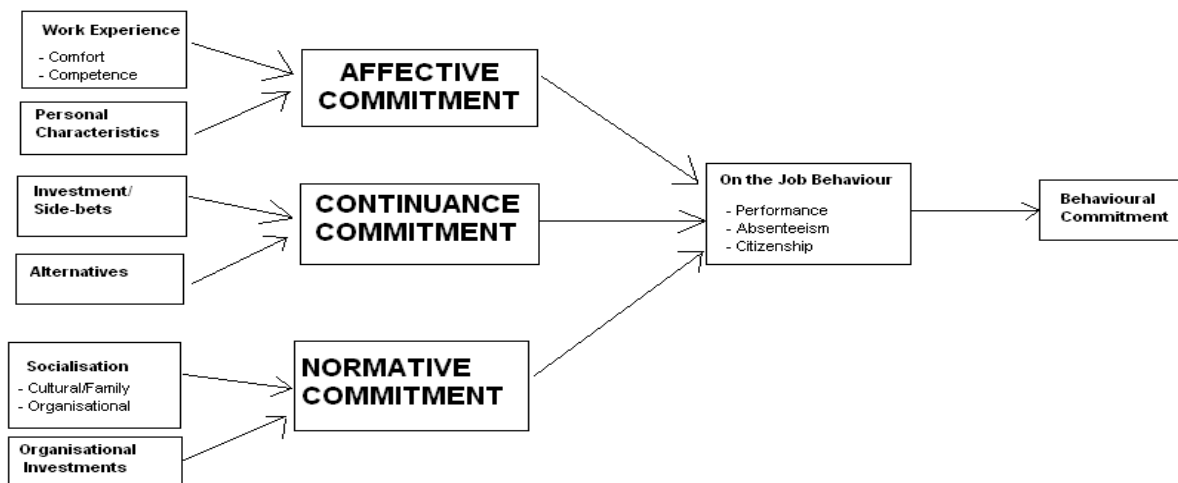 Work Experience
- Comfort
- Competence
Personal
Characteristics
AFFECTIVE
COMMITMENT
Investment/
Side-bets
Alternatives
CONTINUANCE
COMMITMENT
Socialisation
- Cultural/Family
- Organisational
Organisational
Investments
NORMATIVE
COMMITMENT
On the Job Behaviour
- Performance
- Absenteeism
- Citizenship
Behavioural
Commitment